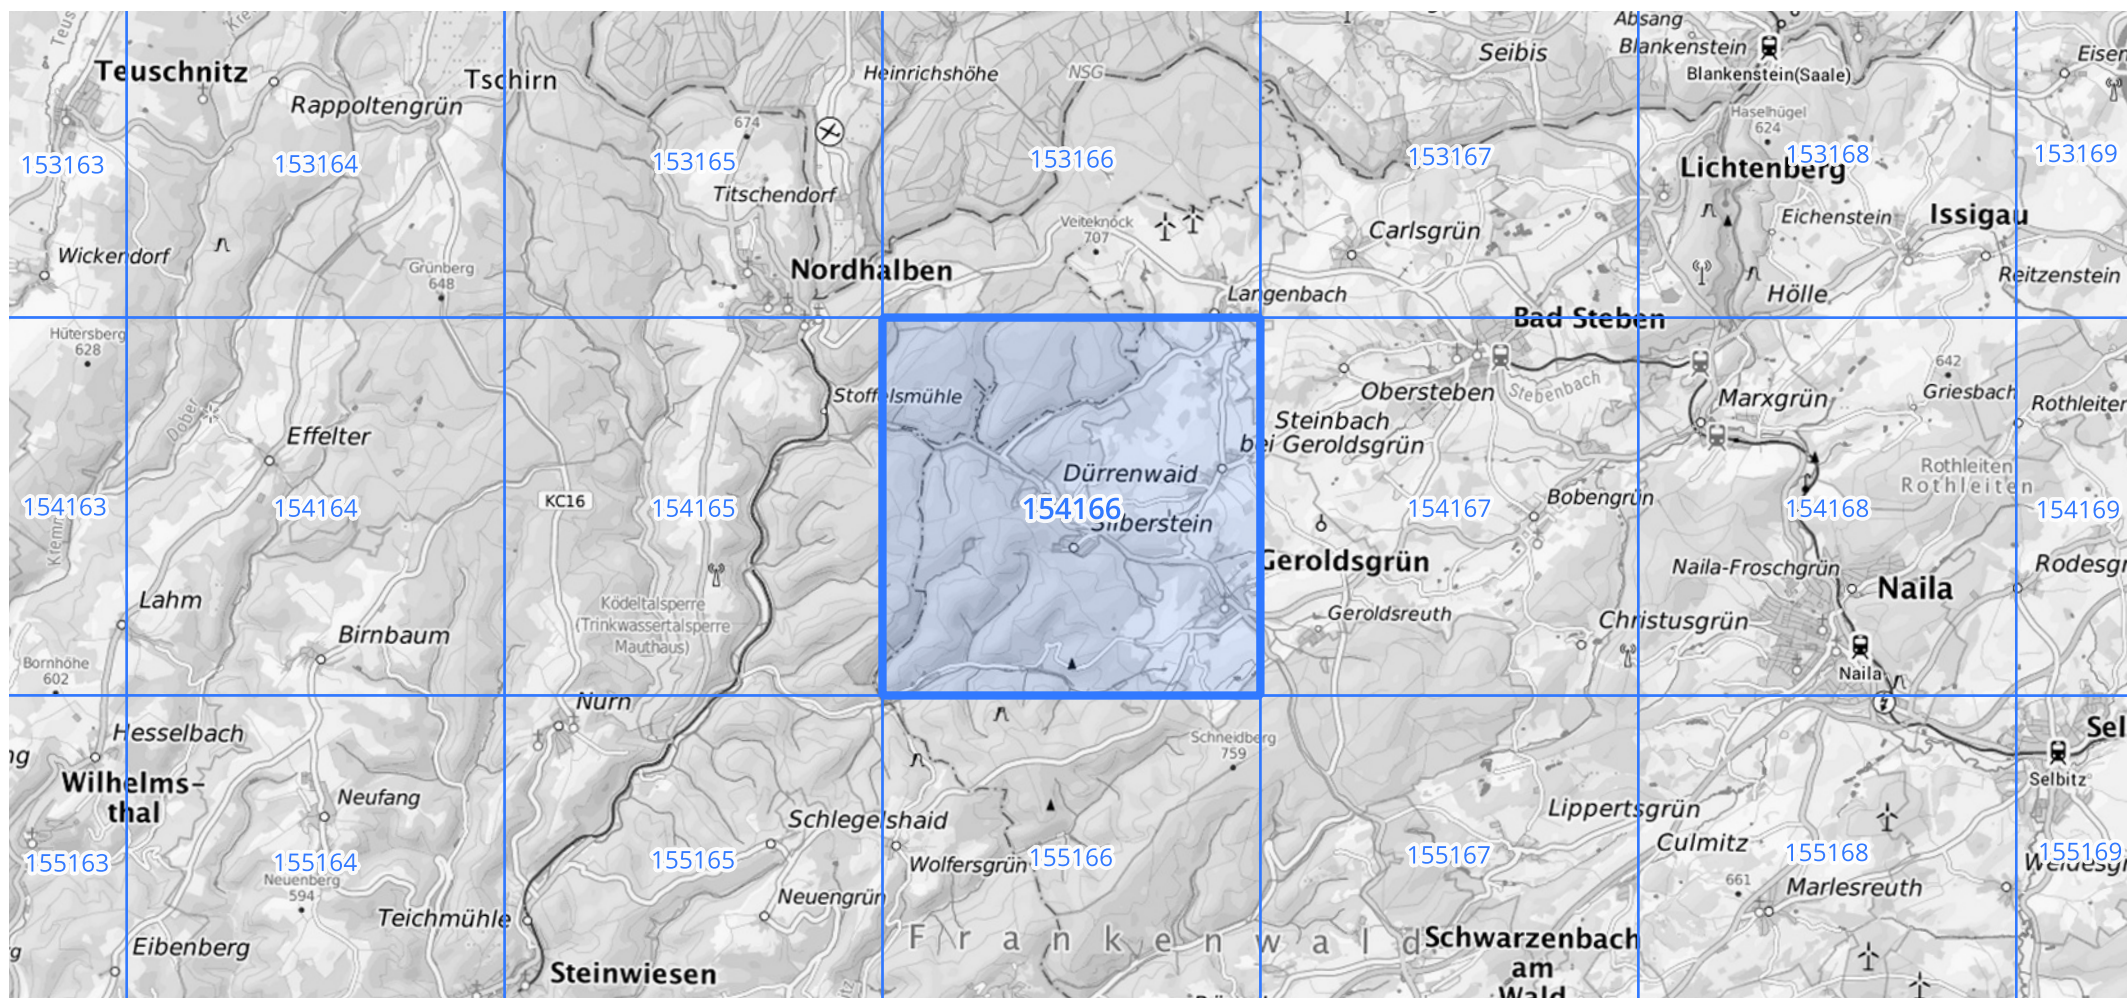 Absang
Seibis
Blankenstein
Eisen
Teuschnitz
Tschirn
Heinrichshöhe
NSG
Blankenstein(Saale)
Rappoltengrün
674
Haselhügel
624
153163
153164
153165
153166
153167
153168
153169
Lichtenberg
Titschendorf
Eichenstein
Issigau
Veiteknock
707
Carlsgrün
Wickendorf
Grünberg
648
Nordhalben
Reitzenstein
Langenbach
Hölle
Bad Steben
Hütersberg
628
Obersteben
Stebenbach
642
Griesbach
Stoffelsmühle
Marxgrün
Rothleiten
Dober
Steinbach
bei Geroldsgrün
Effelter
Dürrenwaid
Rothleiten
Rothleiten
KC16
Bobengrün
154163
154164
154165
154166
154167
154168
154169
Silberstein
Geroldsgrün
Naila-Froschgrün
Rodesgr
Naila
Lahm
Ködeltalsperre
(Trinkwassertalsperre
Mauthaus)
Geroldsreuth
Christusgrün
Birnbaum
Bornhöhe
602
Naila
Nurn
Hesselbach
Schneidberg
759
Sel
ng
Wilhelms-
thal
Selbitz
Neufang
Lippertsgrün
Schlegelshaid
Culmitz
155163
155164
155165
155166
155167
155168
155169
Wolfersgrün
Neuenberg
594
Neuengrün
661
Marlesreuth
Teichmühle
Eibenberg
Frankenwald
Schwarzenbach
am
Wald
Steinwiesen